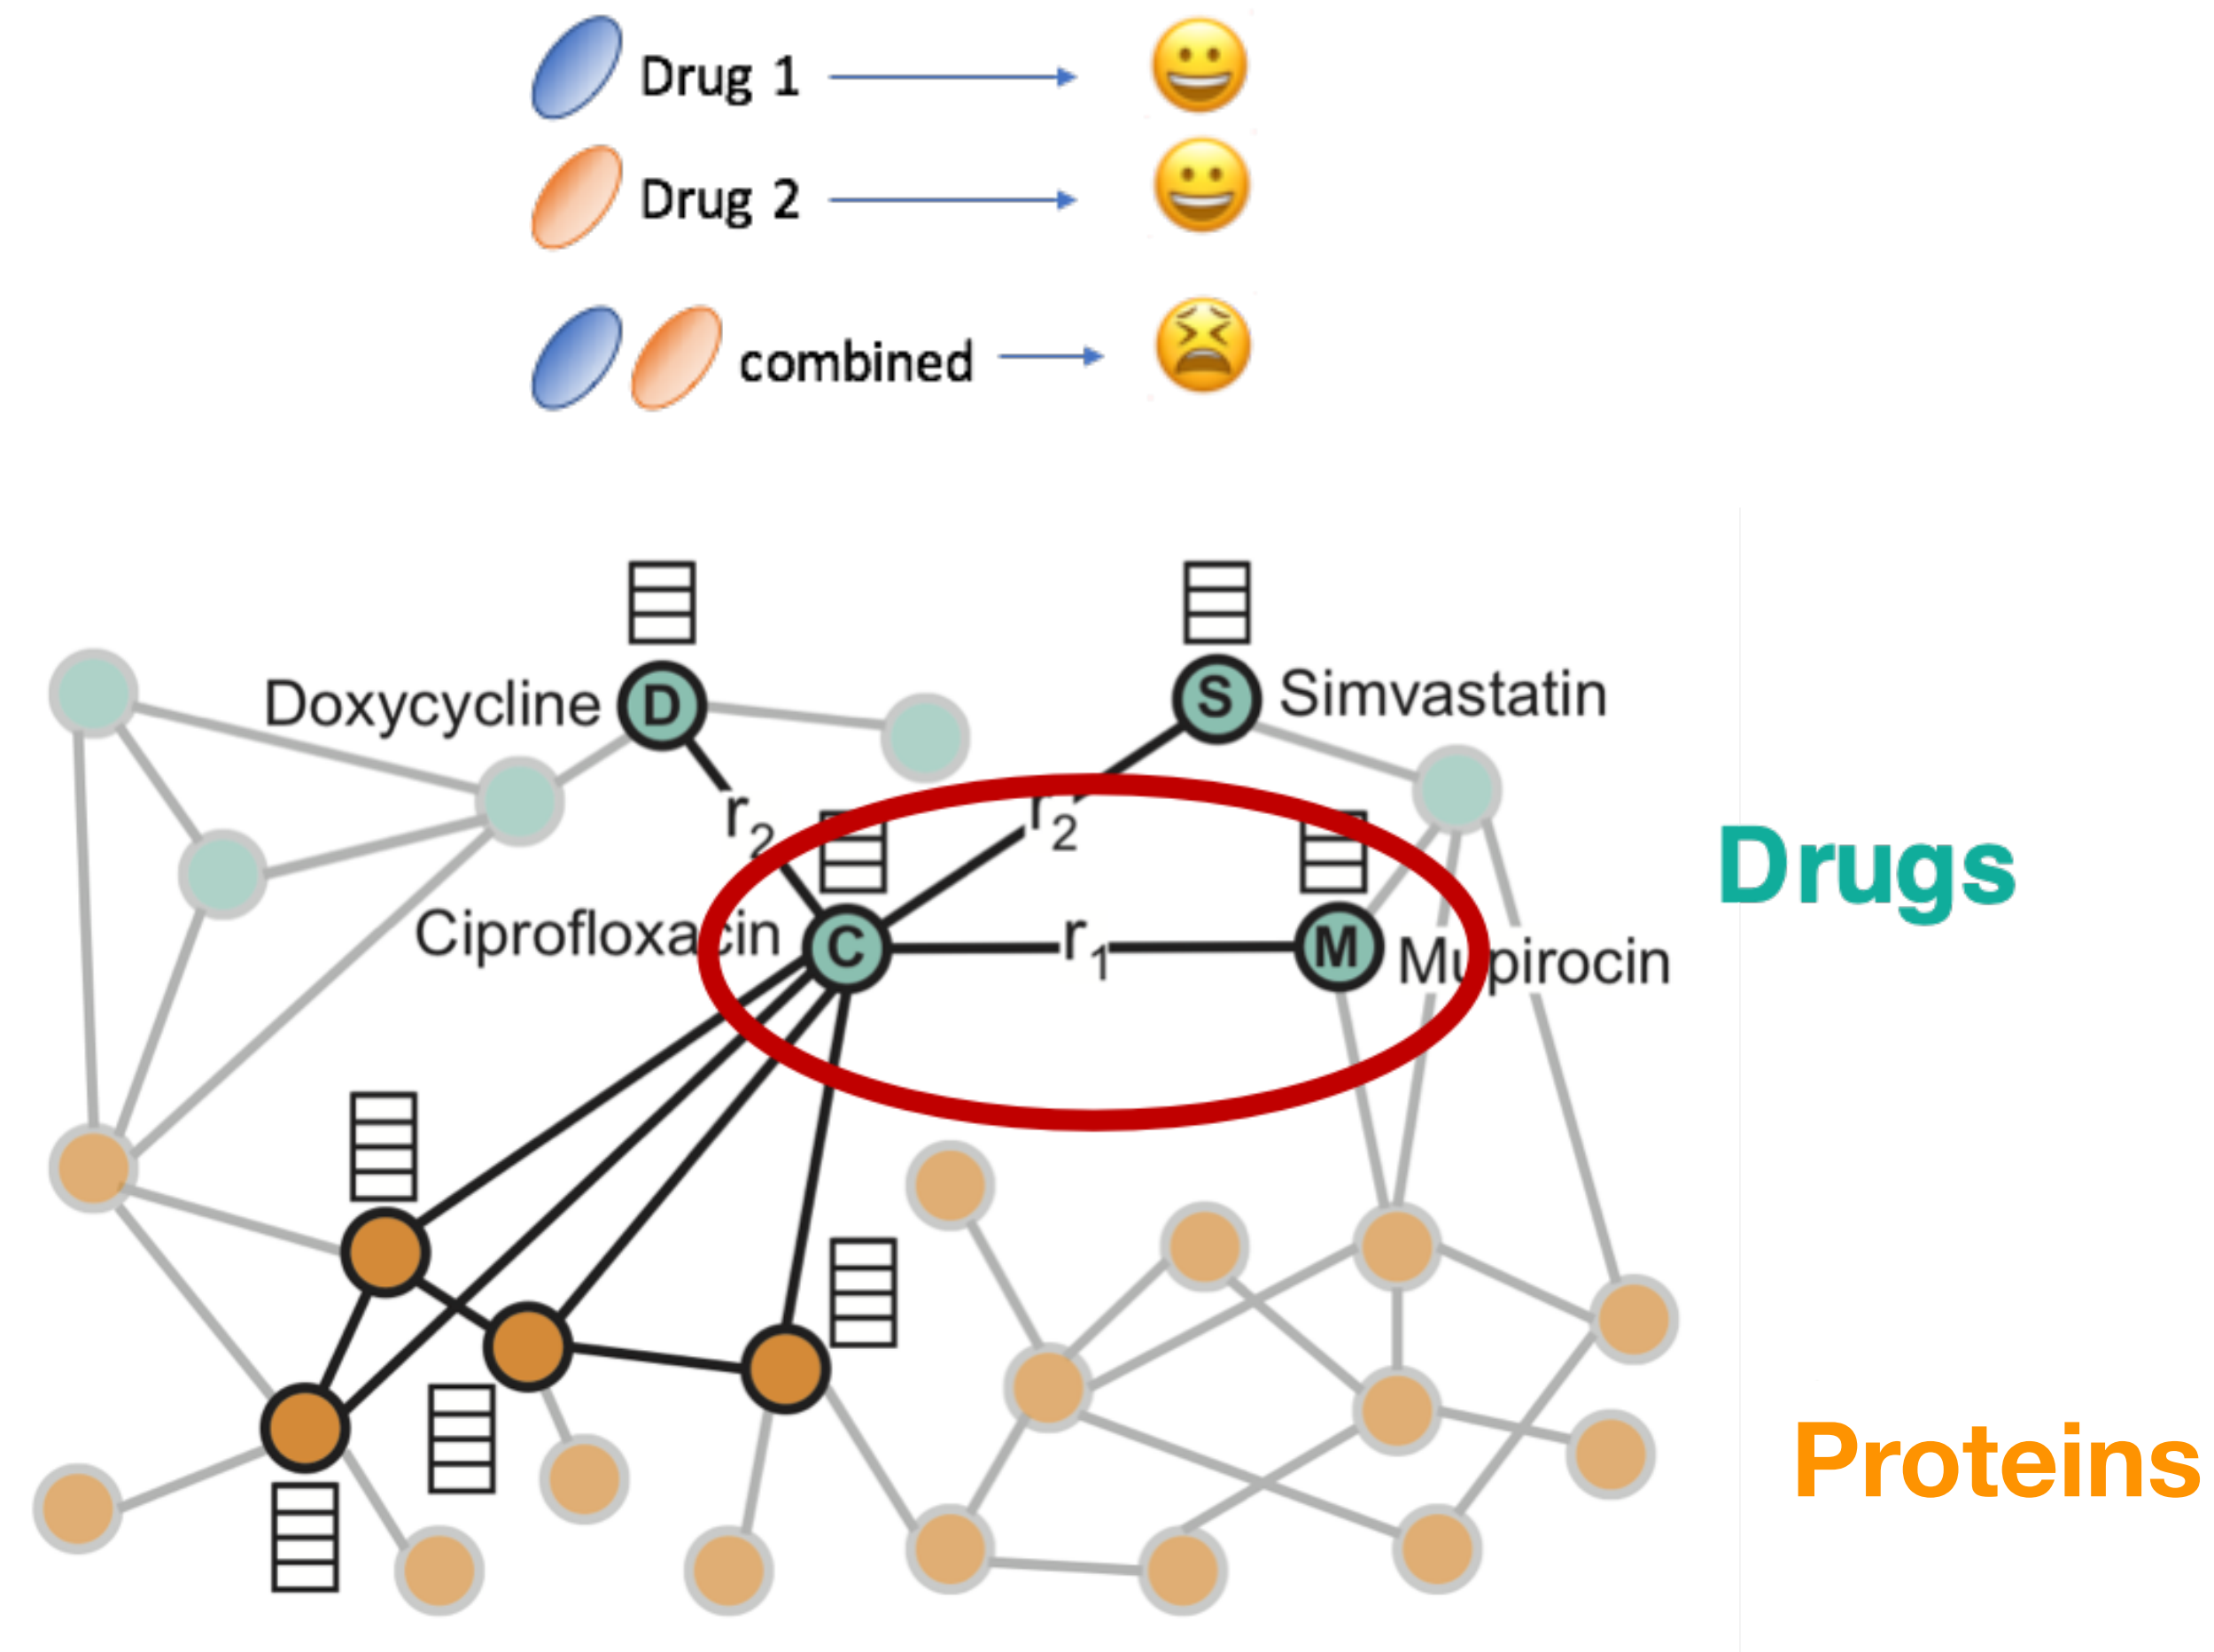 Drug 1
Drug 2
combined
Doxycycline
D
S
Simvastatin
r2
r2
Drugs
Ciprofloxacin
C
r1
M
Mupirocin
Proteins